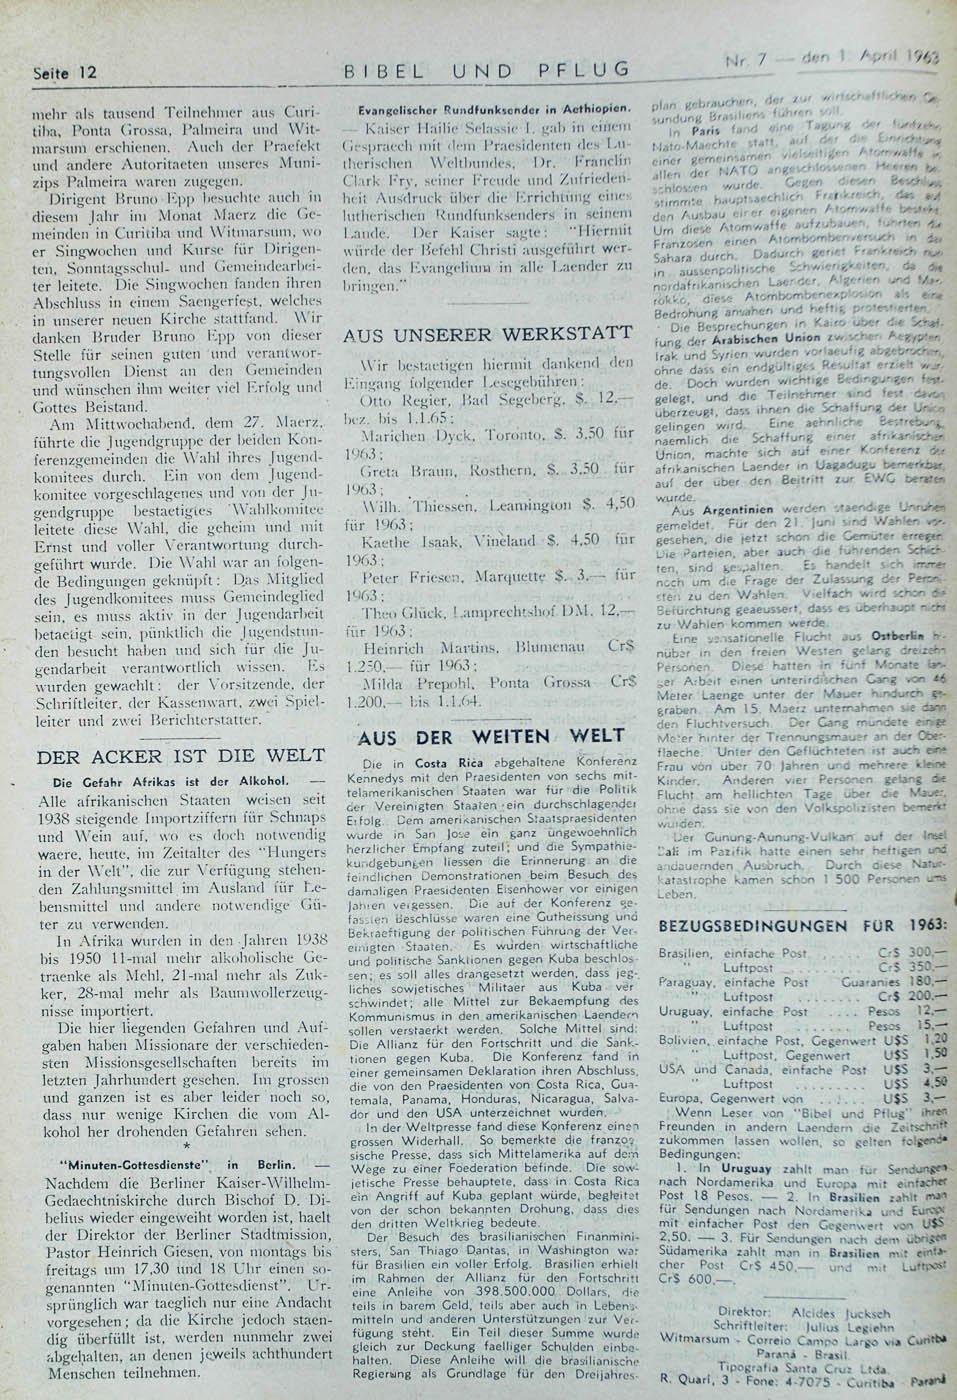 Seite 12
BIBEL UND PFLUG
Nr. 7 — den 1. April 1963
mehr als tausend Teilnehmer aus Curi-
tiba, Ponta Grossa, Palmeira und Wit-
marsum erschienen. Auch der Praefekt
und andere Autoritaeten unseres Muni-
zips Palmeira waren zugegen.
Dirigent Bruno Epp besuchte auch in
diesem Jahr im Monat Maerz die Ge-
meinden in Curitiba und Witmarsum, wo
er Singwochen und Kurse für Dirigen-
ten, Sonntagsschul- und Gemeindearbei-
ter leitete. Die Singwochen fanden ihren
Abschluss in einem Saengerfest, welches
in unserer neuen Kirche stattfand. Wir
danken Bruder Bruno Epp von dieser
Stelle für seinen guten und verantwor-
tungsvollen Dienst an den Gemeinden
und wünschen ihm weiter viel Erfolg und
Gottes Beistand.
Am Mittwochabend, dem 27. Maerz,
führte die Jugendgruppe der beiden Kon-
ferenzgemeinden die Wahl ihres Jugend-
komitees durch. Ein von dem Jugend-
komitee vorgeschlagenes und von der Ju-
gendgruppe bestaetigtes Wahlkomitee
leitete diese Wahl, die geheim und mit
Ernst und voller Verantwortung durch-
geführt wurde. Die Wahl war an folgen-
de Bedingungen geknüpft: Das Mitglied
des Jugendkomitees muss Gemeindeglied
sein, es muss aktiv in der Jugendarbeit
betaetigt sein, pünktlich die Jugendstun-
den besucht haben und sich für die Ju-
gendarbeit verantwortlich wissen. Es
wurden gewaehlt: der Vorsitzende, der
Schriftleiter, der Kassenwart, zwei Spiel-
leiter und zwei Berichterstatter.
DER ACKER IST DIE WELT
Die Gefahr Afrikas ist der Alkohol. —
Alle afrikanischen Staaten weisen seit
1938 steigende Importziffern für Schnaps
und Wein auf, wo es doch notwendig
waere, heute, im Zeitalter des "Hungers
in der Welt", die zur Verfügung stehen-
den Zahlungsmittel im Ausland für Le-
bensmittel und andere notwendige Gü-
ter zu verwenden.
In Afrika wurden in den Jahren 1938
bis 1950 11-mal mehr alkoholische Ge-
traenke als Mehl, 21-mal mehr als Zuk-
ker, 28-mal mehr als Baumwollerzeug-
nisse importiert.
Die hier liegenden Gefahren und Auf-
gaben haben Missionare der verschieden-
sten Missionsgesellschaften bereits im
letzten Jahrhundert gesehen. Im grossen
und ganzen ist es aber leider noch so,
dass nur wenige Kirchen die vom Al-
kohol her drohenden Gefahren sehen.
*
"Minuten-Gottesdienste" in Berlin. —
Nachdem die Berliner Kaiser-Wilhelm-
Gedaechtniskirche durch Bischof D. Di-
belius wieder eingeweiht worden ist, haelt
der Direktor der Berliner Stadtmission,
Pastor Heinrich Giesen, von montags bis
freitags um 17,30 und 18 Uhr einen so-
genannten "Minuten-Gottesdienst". Ur-
sprünglich war taeglich nur eine Andacht
vorgesehen; da die Kirche jedoch staen-
dig überfüllt ist, werden nunmehr zwei
abgehalten, an denen jeweils achthundert
Menschen teilnehmen.
Evangelischer Rundfunksender in Aethiopien.
— Kaiser Hailie Selassie I. gab in einem
Gespraech mit dem Praesidenten des Lu-
therischen Weltbundes, Dr. Franclin
Clark Fry, seiner Freude und Zufrieden-
heit Ausdruck über die Errichtung eines
lutherischen Rundfunksenders in seinem
Lande. Der Kaiser sagte: "Hiermit
würde der Befehl Christi ausgeführt wer-
den, das Evangelium in alle Laender zu
bringen."
AUS UNSERER WERKSTATT
Wir bestaetigen hiermit dankend den
Eingang folgender Lesegebühren:
Otto Regier, Bad Segeberg, $. 12,—
bez. bis 1.1.65;
Mariechen Dyck, Toronto, $. 3,50 für
1963;
Greta Braun, Rosthern, $. 3,50 für
1963;
Wilh. Thiessen, Leamington $. 4,50
für 1963;
Kaethe Isaak, Vineland $. 4,50 für
1963;
Peter Friesen, Marquette $. 3,— für
1963;
Theo Glück, Lamprechtshof DM. 12,—
für 1963;
Heinrich Martins, Blumenau Cr$
1.250,— für 1963;
Milda Prepohl, Ponta Grossa Cr$
1.200,— bis 1.1.64.
AUS DER WEITEN WELT
Die in Costa Rica abgehaltene Konferenz
Kennedys mit den Praesidenten von sechs mit-
telamerikanischen Staaten war für die Politik
der Vereinigten Staaten ein durchschlagender
Erfolg. Dem amerikanischen Staatspraesidenten
wurde in San Jose ein ganz ungewoehnlich
herzlicher Empfang zuteil; und die Sympathie-
kundgebungen liessen die Erinnerung an die
feindlichen Demonstrationen beim Besuch des
damaligen Praesidenten Eisenhower vor einigen
Jahren vergessen. Die auf der Konferenz ge-
fassten Beschlüsse waren eine Gutheissung und
Bekraeftigung der politischen Führung der Ver-
einigten Staaten. Es wurden wirtschaftliche
und politische Sanktionen gegen Kuba beschlos-
sen; es soll alles drangesetzt werden, dass jeg-
liches sowjetisches Militaer aus Kuba ver
schwindet; alle Mittel zur Bekaempfung des
Kommunismus in den amerikanischen Laendern
sollen verstaerkt werden. Solche Mittel sind:
Die Allianz für den Fortschritt und die Sank-
tionen gegen Kuba. Die Konferenz fand in
einer gemeinsamen Deklaration ihren Abschluss,
die von den Praesidenten von Costa Rica, Gua-
temala, Panama, Honduras, Nicaragua, Salva-
dor und den USA unterzeichnet wurden.
In der Weltpresse fand diese Konferenz einen
grossen Widerhall. So bemerkte die franzoe-
sische Presse, dass sich Mittelamerika auf dem
Wege zu einer Foederation befinde. Die sow-
jetische Presse behauptete, dass in Costa Rica
ein Angriff auf Kuba geplant würde, begleitet
von der schon bekannten Drohung, dass dies
den dritten Weltkrieg bedeute.
Der Besuch des brasilianischen Finanmini-
sters, San Thiago Dantas, in Washington war
für Brasilien ein voller Erfolg. Brasilien erhielt
im Rahmen der Allianz für den Fortschritt
eine Anleihe von 398.500.000 Dollars, die
teils in barem Geld, teils aber auch in Lebens-
mitteln und anderen Unterstützungen zur Ver-
fügung steht. Ein Teil dieser Summe wurde
gleich zur Deckung faelliger Schulden einbe-
halten. Diese Anleihe will die brasilianische
Regierung als Grundlage für den Dreijahres-
plan gebrauchen, der zur wirtschaftlichen Ge-
sundung Brasiliens führen soll.
In Paris fand eine Tagung der fünfzehn
Nato-Maechte statt, auf der die Einrichtung
einer gemeinsamen vielseitigen Atomwaffe in
allen der NATO angeschlossenen Heeren be-
schlossen wurde. Gegen diesen Beschluss
stimmte hauptsaechlich Frankreich, das auf
den Ausbau einer eigenen Atomwaffe besteht.
Um diese Atomwaffe aufzubauen, führten die
Franzosen einen Atombombenversuch in der
Sahara durch. Dadurch geriet Frankreich nun
in aussenpolitische Schwierigkeiten, da die
nordafrikanischen Laender, Algerien und Mar-
rokko, diese Atombombenexplosion als eine
Bedrohung ansahen und heftig protestierten.
Die Besprechungen in Kairo über die Schaf-
fung der Arabischen Union zwischen Aegypten
Irak und Syrien wurden vorlaeufig abgebrochen,
ohne dass ein endgültiges Resultat erzielt wur-
de. Doch wurden wichtige Bedingungen fest-
gelegt, und die Teilnehmer sind fest davon
überzeugt, dass ihnen die Schaffung der Union
gelingen wird. Eine aehnliche Bestrebung,
naemlich die Schaffung einer afrikanischen
Union, machte sich auf einer Konferenz der
afrikanischen Laender in Uagadugu bemerkbar,
auf der über den Beitritt zur EWG beraten
wurde.
Aus Argentinien werden staendige Unruhen
gemeldet. Für den 21. Juni sind Wahlen vor-
gesehen, die jetzt schon die Gemüter erregen.
Die Parteien, aber auch die führenden Schich-
ten, sind gespalten. Es handelt sich immer
noch um die Frage der Zulassung der Peroni-
sten zu den Wahlen. Vielfach wird schon die
Befürchtung geaeussert, dass es überhaupt nicht
zu Wahlen kommen werde.
Eine sensationelle Flucht aus Ostberlin hi-
nüber in den freien Westen gelang dreizehn
Personen. Diese hatten in fünf Monate lan-
ger Arbeit einen unterirdischen Gang von 46
Meter Laenge unter der Mauer hindurch ge-
graben. Am 15. Maerz unternahmen sie dann
den Fluchtversuch. Der Gang mündete einige
Meter hinter der Trennungsmauer an der Ober-
flaeche. Unter den Geflüchteten ist auch eine
Frau von über 70 Jahren und mehrere kleine
Kinder. Anderen vier Personen gelang die
Flucht am hellichten Tage über die Mauer,
ohne dass sie von den Volkspolizisten bemerkt
wurden.
Der Gunung-Aunung-Vulkan auf der Insel
Bali im Pazifik hatte einen sehr heftigen und
andauernden Ausbruch. Durch diese Natur-
katastrophe kamen schon 1 500 Personen ums
Leben.
BEZUGSBEDINGUNGEN FÜR 1963:
Brasilien, einfache Post .... Cr$ 300,—
" Luftpost .... Cr$ 350,—
Paraguay, einfache Post Guaranies 180,—
" Luftpost ........ Cr$ 200,—
Uruguay, einfache Post .... Pesos 12,—
" Luftpost ........ Pesos 15,—
Bolivien, einfache Post, Gegenwert U$S 1,20
" Luftpost, Gegenwert U$S 1,50
USA und Canada, einfache Post U$S 3,—
" Luftpost ........ U$S 4,50
Europa, Gegenwert von ...... U$S 3,—
Wenn Leser von "Bibel und Pflug" ihren
Freunden in andern Laendern die Zeitschrift
zukommen lassen wollen, so gelten folgende
Bedingungen:
1. In Uruguay zahlt man für Sendungen
nach Nordamerika und Europa mit einfacher
Post 18 Pesos. — 2. In Brasilien zahlt man
für Sendungen nach Nordamerika und Europa
mit einfacher Post den Gegenwert von U$S
2,50. — 3. Für Sendungen nach dem übrigen
Südamerika zahlt man in Brasilien mit einfa-
cher Post Cr$ 450,— und mit Luftpost
Cr$ 600,—.
Direktor: Alcides Jucksch
Schriftleiter: Julius Legiehn
Witmarsum - Correio Campo Largo via Curitiba
Paraná - Brasil.
Tipografia Santa Cruz Ltda.
R. Quari, 3 - Fone: 4-7075 - Curitiba - Paraná